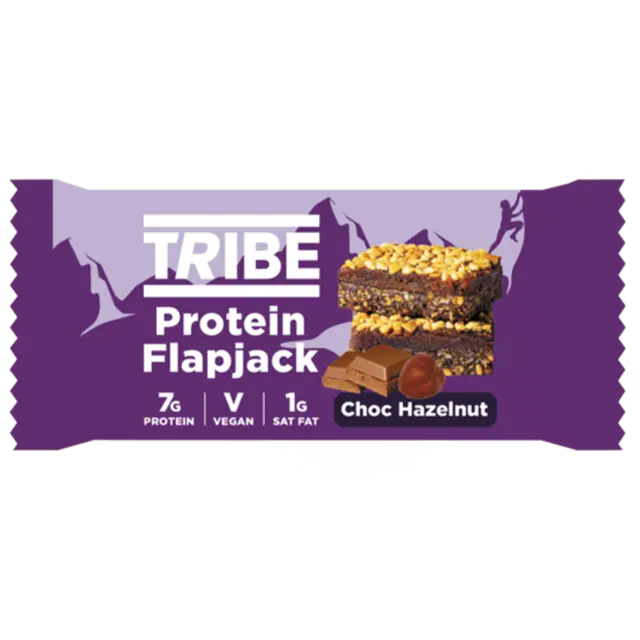 TRIBE
Protein
Flapjack
7G PROTEIN
V VEGAN
1G SAT FAT
Choc Hazelnut